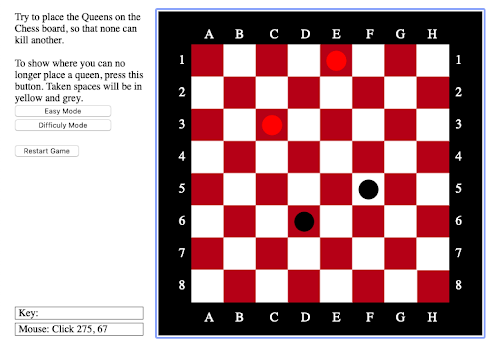 Try to place the Queens on the
Chess board, so that none can
kill another.
To show where you can no
longer place a queen, press this
button. Taken spaces will be in
yellow and grey.
Easy Mode
Difficuly Mode
Restart Game
Key:
Mouse: Click 275, 67
A B C D E F G H
1 1
2 2
3 3
4 4
5 5
6 6
7 7
8 8
A B C D E F G H